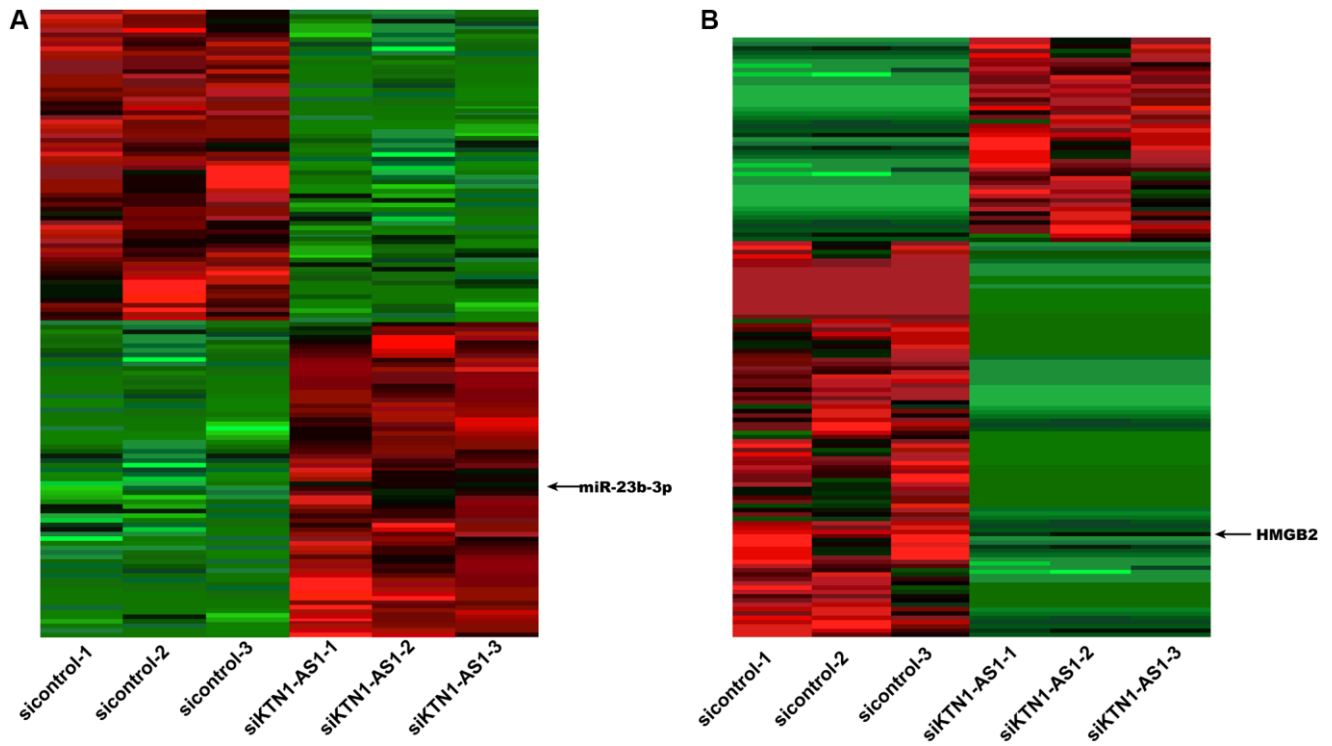 A
B
miR-23b-3p
HMGB2
sicontrol-1
sicontrol-2
sicontrol-3
siKTN1-AS1-1
siKTN1-AS1-2
siKTN1-AS1-3
sicontrol-1
sicontrol-2
sicontrol-3
siKTN1-AS1-1
siKTN1-AS1-2
siKTN1-AS1-3